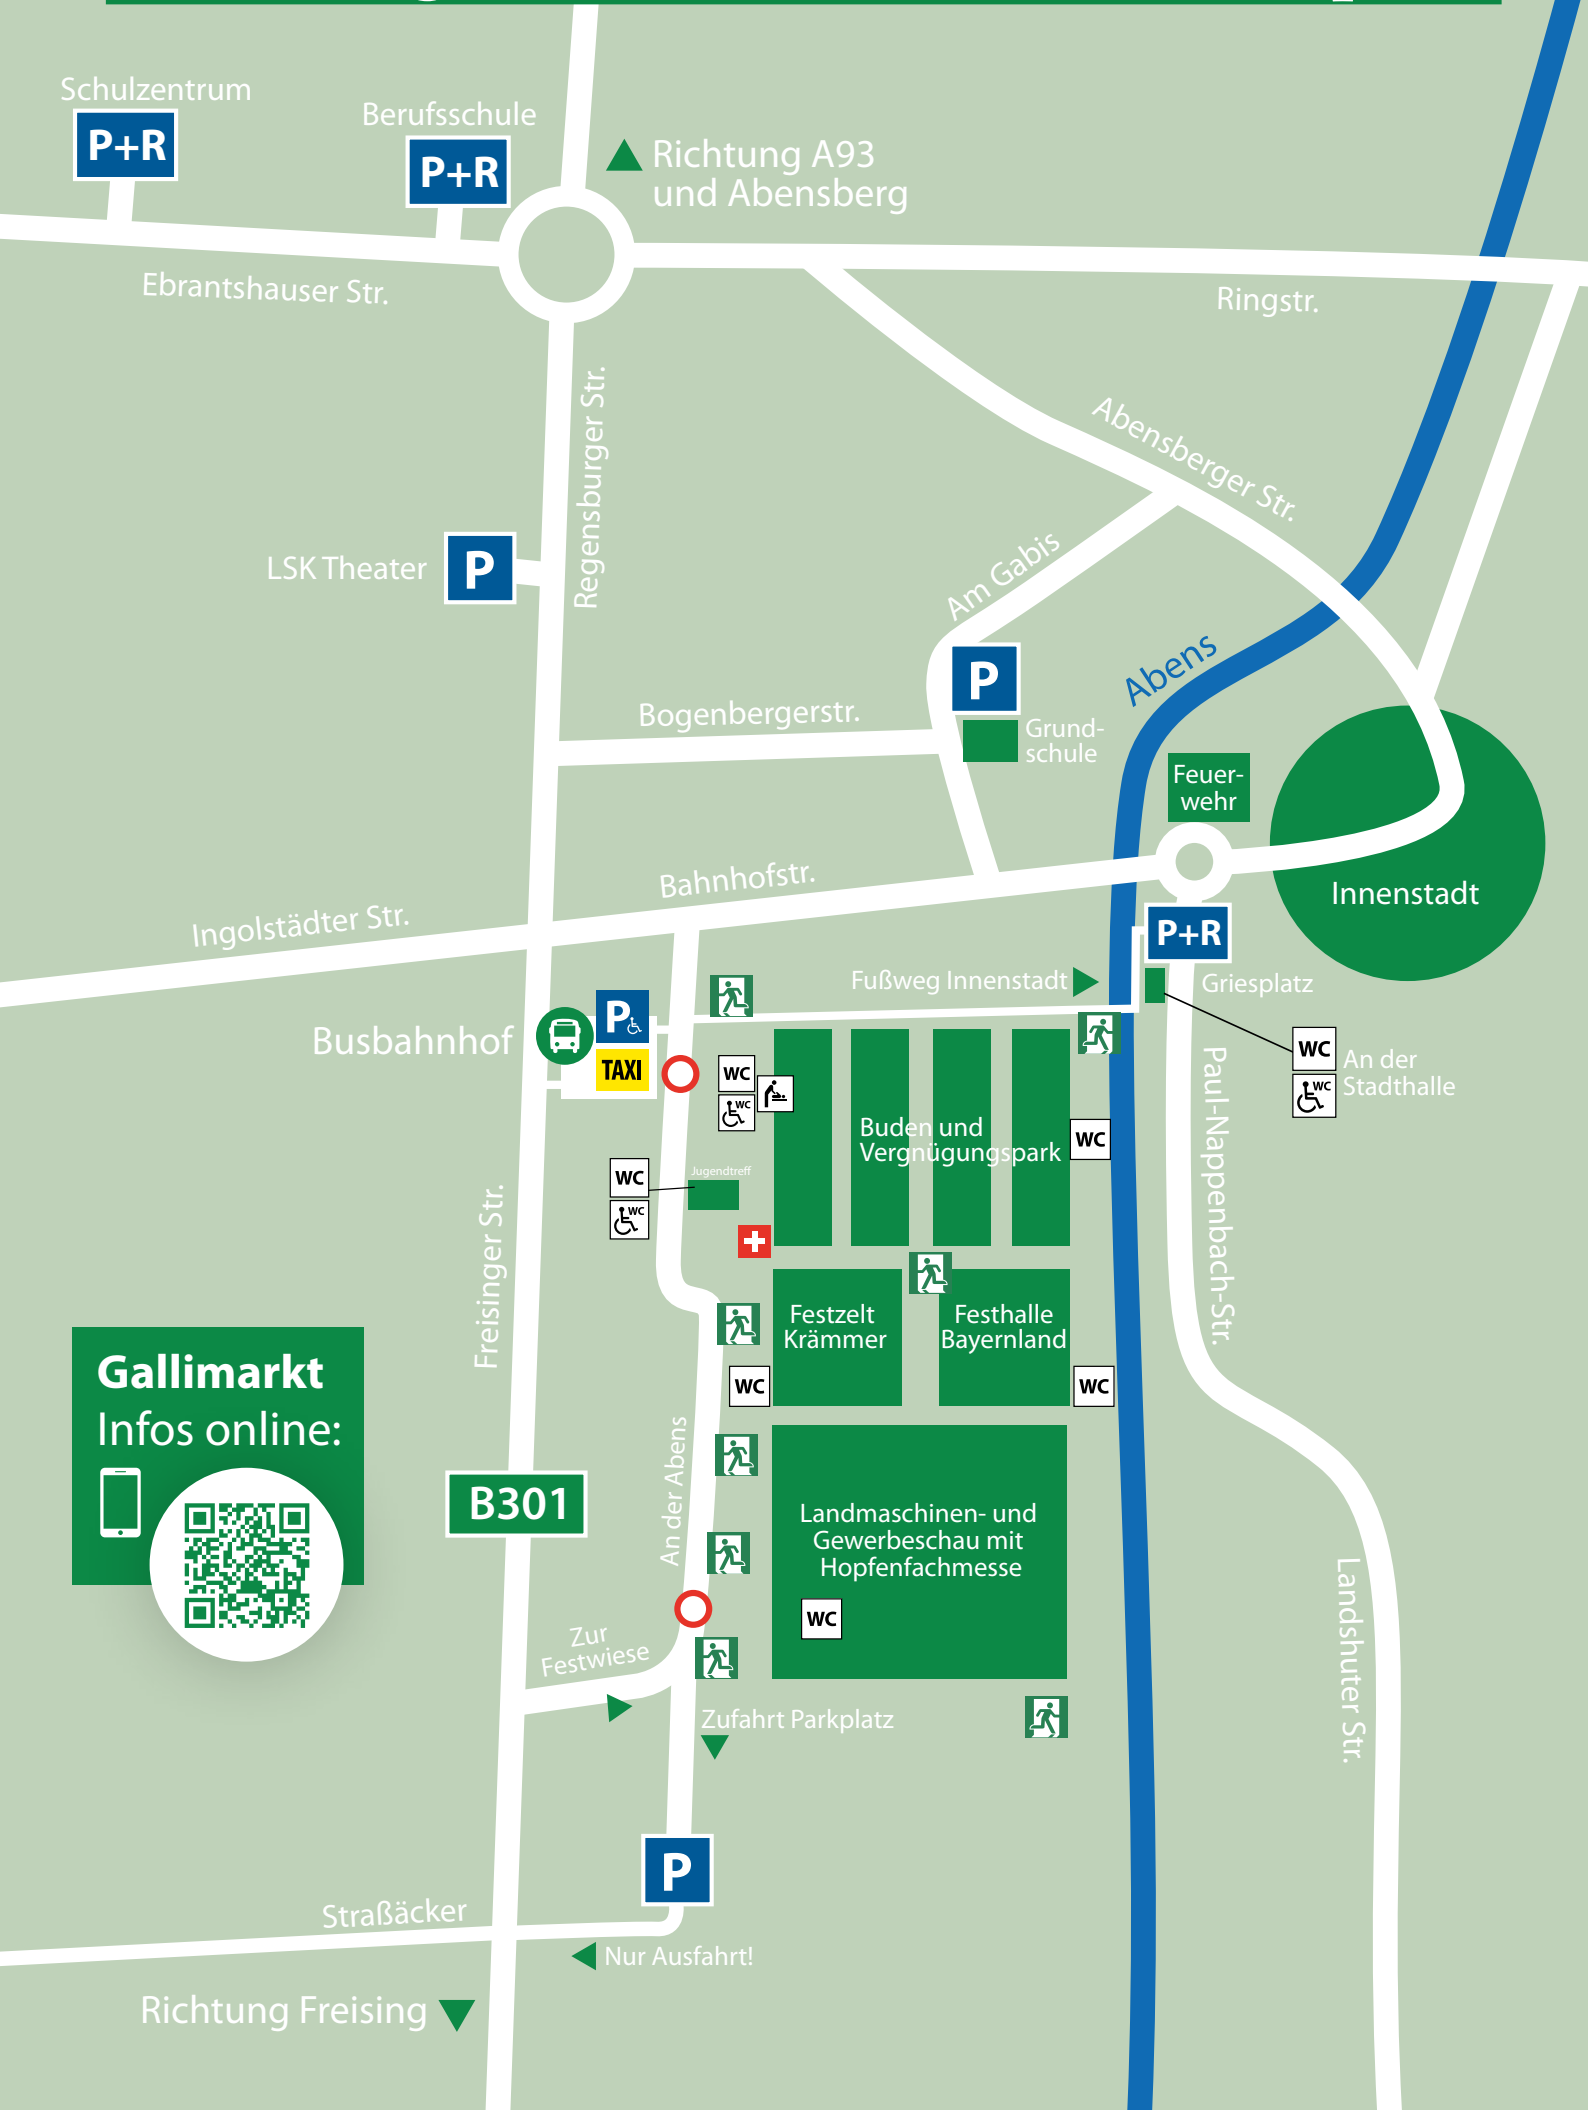 Schulzentrum
P+R
Berufsschule
P+R
Richtung A93
und Abensberg
Ebrantshauser Str.
Ringstr.
Regensburger Str.
Abensberger Str.
LSK Theater
P
Am Gabis
P
Abens
Bogenbergerstr.
Grund-
schule
Feuer-
wehr
Bahnhofstr.
Innenstadt
Ingolstädter Str.
P+R
Fußweg Innenstadt
Griesplatz
Busbahnhof
P
TAXI
WC
WC
WC
WC
An der
Stadthalle
Buden und
Vergnügungspark
WC
Jugendtreff
WC
WC
Paul-Nappenbach-Str.
Freisinger Str.
Festzelt
Krämmer
Festhalle
Bayernland
WC
WC
Gallimarkt
Infos online:
An der Abens
B301
Landmaschinen- und
Gewerbeschau mit
Hopfenfachmesse
WC
Landshuter Str.
Zur
Festwiese
Zufahrt Parkplatz
P
Straßäcker
Nur Ausfahrt!
Richtung Freising